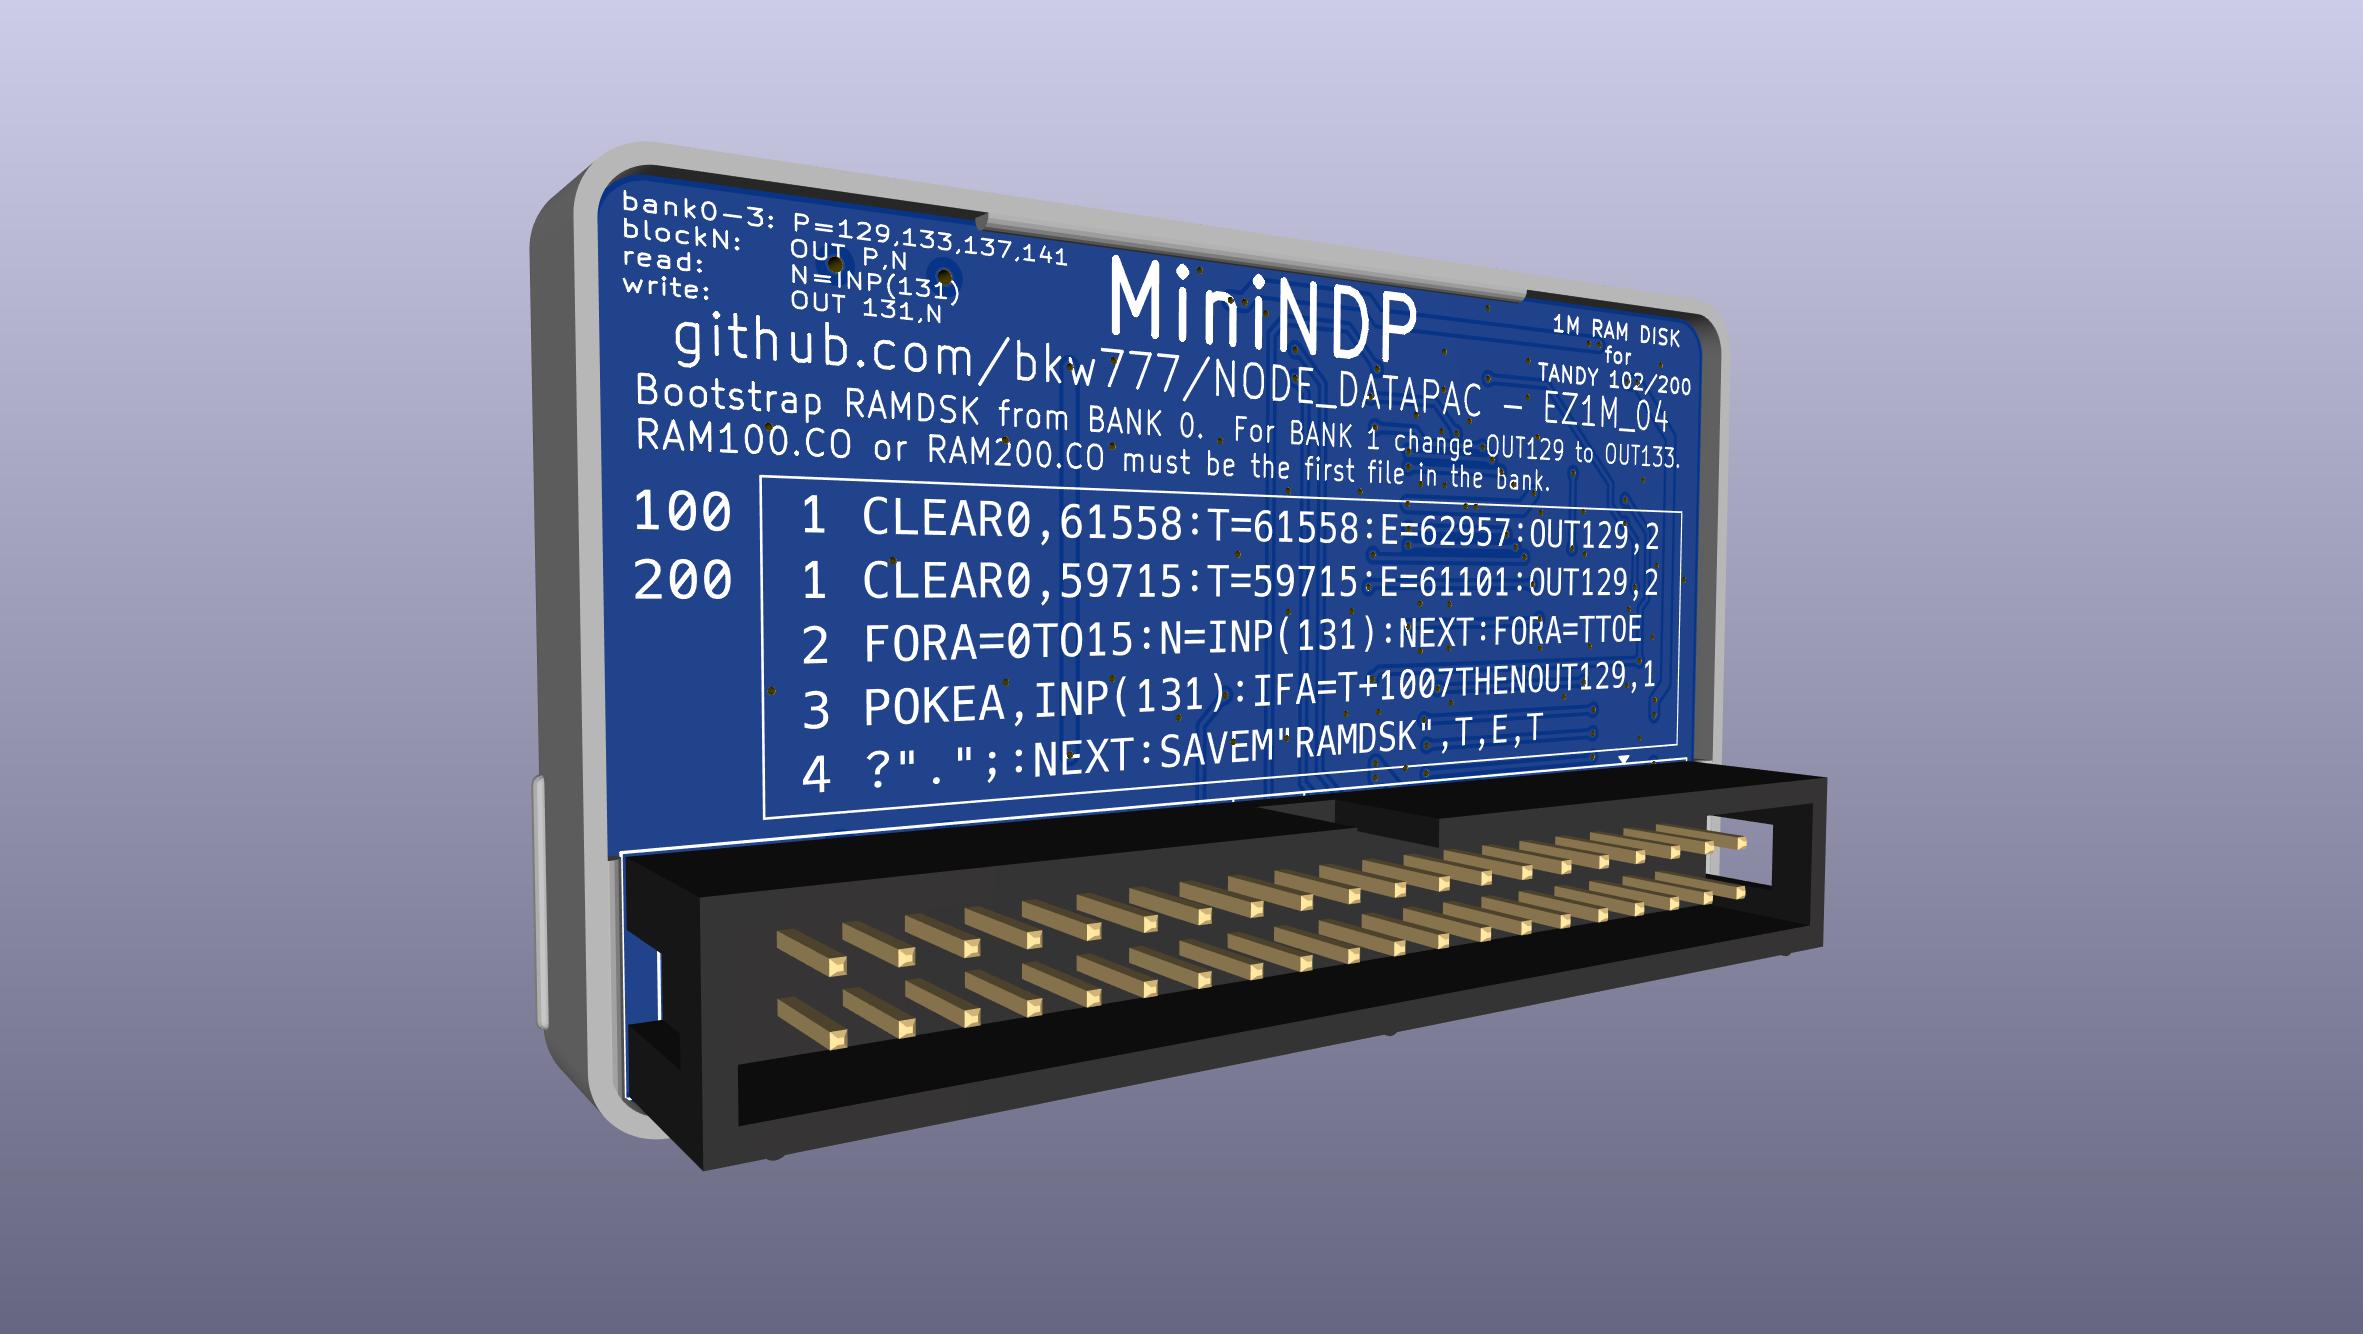 bank0-3: P=129,133,137,141
blockN: OUT P,N
read: N=INP(131)
write: OUT 131,N
MiniNDP
1M RAM DISK
for
TANDY 102/200
github.com/bkw777/NODE_DATAPAC - EZ1M_04
Bootstrap RAMDSK from BANK 0. For BANK 1 change OUT129 to OUT133.
RAM100.CO or RAM200.CO must be the first file in the bank.
100 1 CLEAR0,61558:T=61558:E=62957:OUT129,2
200 1 CLEAR0,59715:T=59715:E=61101:OUT129,2
2 FORA=0TO15:N=INP(131):NEXT:FORA=TTOE
3 POKEA,INP(131):IFA=T+1007THENOUT129,1
4 ?".";:NEXT:SAVEM"RAMDSK",T,E,T